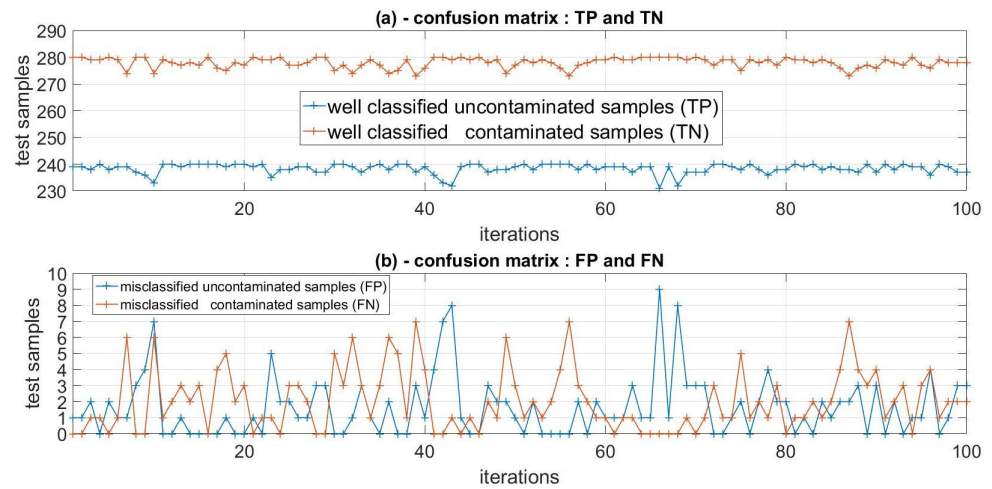 (a) - confusion matrix : TP and TN
290
280
270
260
250
240
230
test samples
well classified uncontaminated samples (TP)
well classified contaminated samples (TN)
20
40
60
80
100
iterations
(b) - confusion matrix : FP and FN
10
9
8
7
6
5
4
3
2
1
0
test samples
misclassified uncontaminated samples (FP)
misclassified contaminated samples (FN)
20
40
60
80
100
iterations